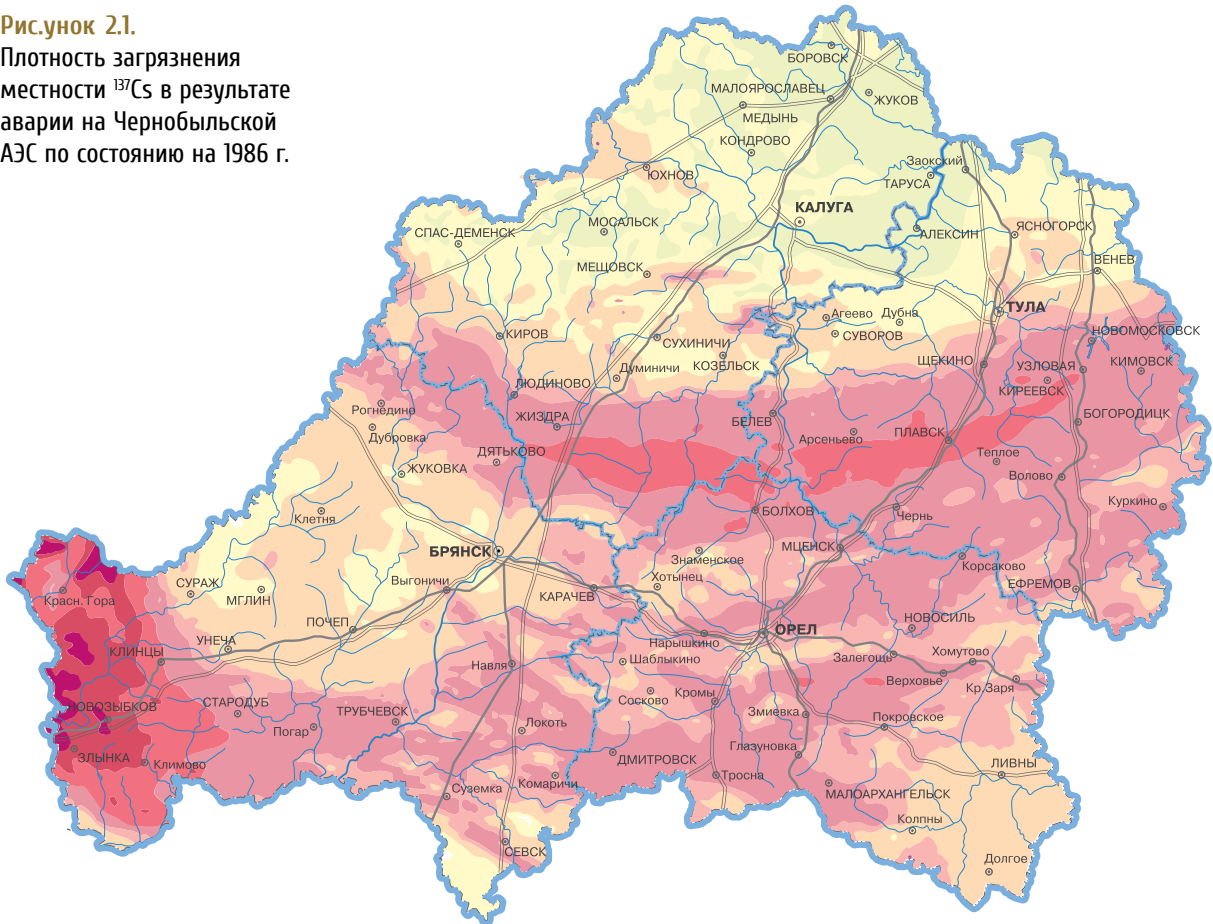 Рис.унок 2.1.
Плотность загрязнения
местности ¹³⁷Cs в результате
аварии на Чернобыльской
АЭС по состоянию на 1986 г.
БОРОВСК
МАЛОЯРОСЛАВЕЦ
ЖУКОВ
МЕДЫНЬ
КОНДРОВО
Заокский
ЮХНОВ
ТАРУСА
КАЛУГА
МОСАЛЬСК
СПАС-ДЕМЕНСК
АЛЕКСИН
ЯСНОГОРСК
МЕЩОВСК
ВЕНЕВ
ТУЛА
Агеево
Дубна
КИРОВ
СУВОРОВ
НОВОМОСКОВСК
СУХИНИЧИ
КОЗЕЛЬСК
ЩЕКИНО
УЗЛОВАЯ
КИМОВСК
Думиничи
ЛЮДИНОВО
КИРЕЕВСК
Рогнедино
ЖИЗДРА
БЕЛЕВ
БОГОРОДИЦК
Дубровка
Арсеньево
ПЛАВСК
ДЯТЬКОВО
Теплое
ЖУКОВКА
Волово
Куркино
Клетня
БОЛХОВ
Чернь
БРЯНСК
МЦЕНСК
Знаменское
Корсаково
Выгоничи
Хотынец
СУРАЖ
ЕФРЕМОВ
Красн. Гора
МГЛИН
КАРАЧЕВ
ПОЧЕП
НОВОСИЛЬ
ОРЕЛ
УНЕЧА
Нарышкино
КЛИНЦЫ
Залегощь
Хомутово
Навля
Шаблыкино
Верховье
Кр.Заря
Сосково
Кромы
НОВОЗЫБКОВ
СТАРОДУБ
ТРУБЧЕВСК
Змиевка
Покровское
Погар
Локоть
Глазуновка
ЗЛЫНКА
Климово
ДМИТРОВСК
ЛИВНЫ
Тросна
Комаричи
Суземка
МАЛОАРХАНГЕЛЬСК
Колпны
СЕВСК
Долгое